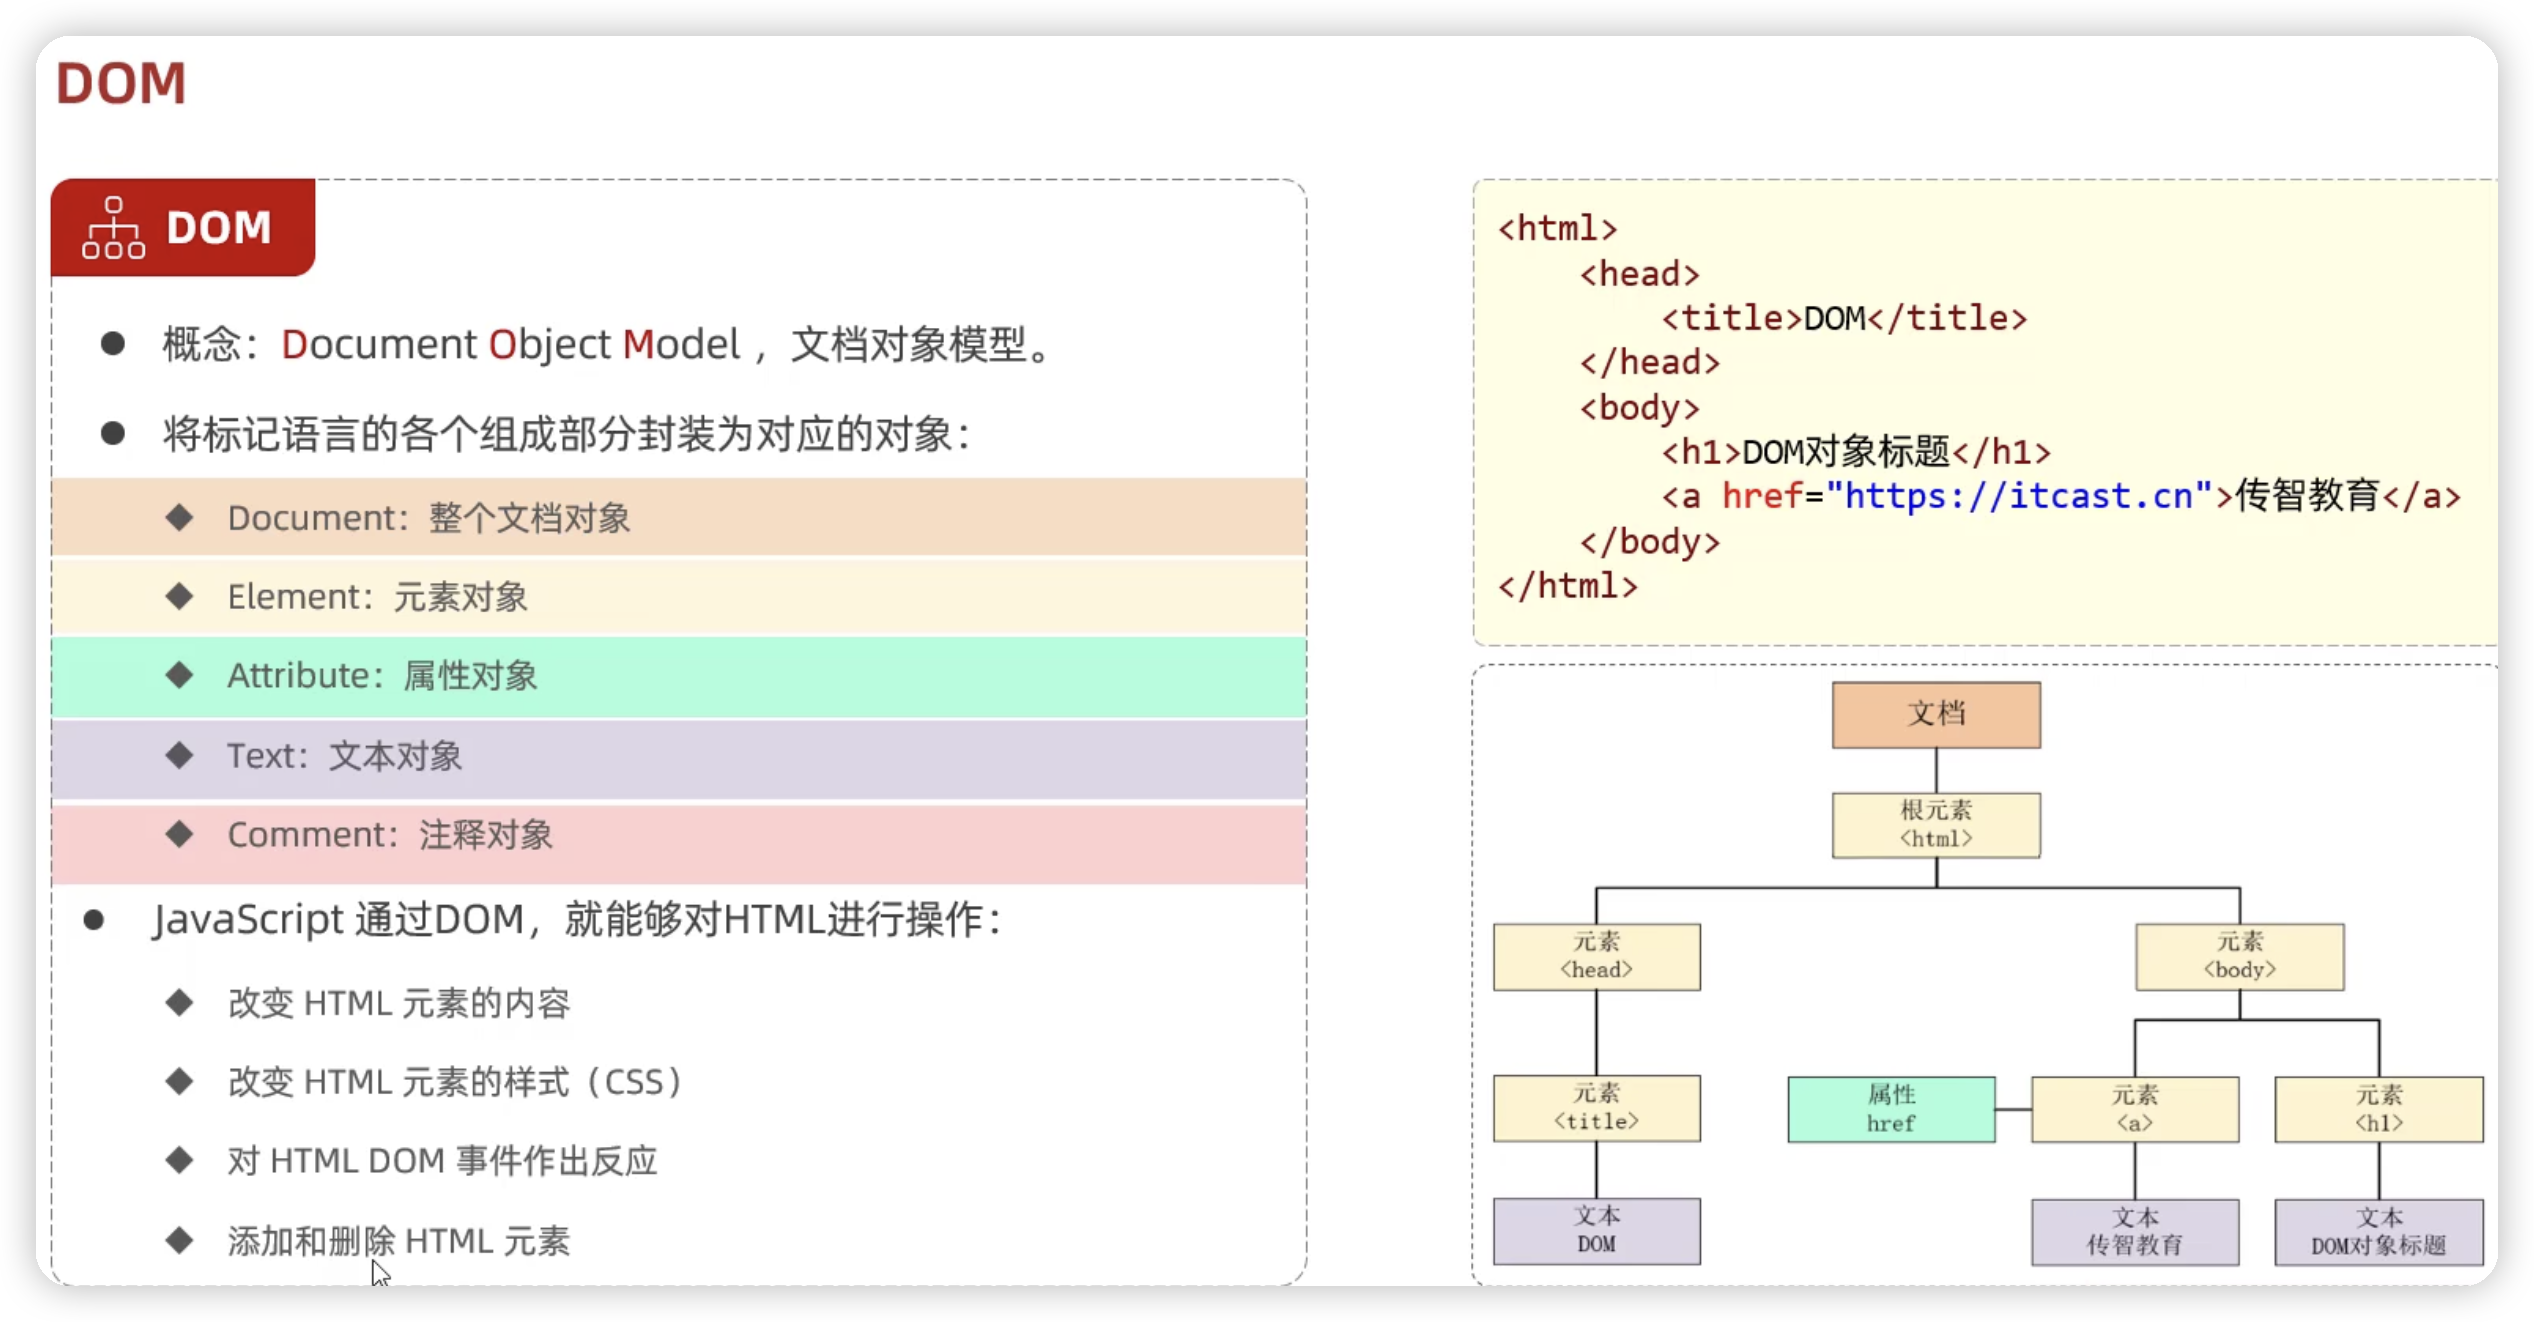 DOM
DOM
概念：Document Object Model ，文档对象模型。
将标记语言的各个组成部分封装为对应的对象：
Document：整个文档对象
Element：元素对象
Attribute：属性对象
Text：文本对象
Comment：注释对象
JavaScript 通过DOM，就能够对HTML进行操作：
改变 HTML 元素的内容
改变 HTML 元素的样式（CSS）
对 HTML DOM 事件作出反应
添加和删除 HTML 元素
<html>
<head>
<title>DOM</title>
</head>
<body>
<h1>DOM对象标题</h1>
<a href="https://itcast.cn">传智教育</a>
</body>
</html>
文档
根元素
<html>
元素
<head>
元素
<body>
元素
<title>
属性
href
元素
<a>
元素
<h1>
文本
DOM
文本
传智教育
文本
DOM对象标题